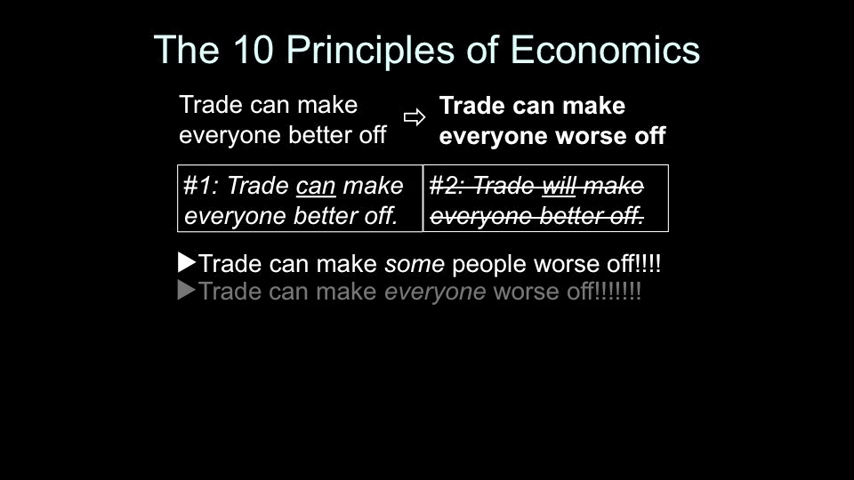 The 10 Principles of Economics
Trade can make
everyone better off
⇨
Trade can make
everyone worse off
#1: Trade can make
everyone better off.
#2: Trade will make
everyone better off.
▶Trade can make some people worse off!!!!
▶Trade can make everyone worse off!!!!!!!